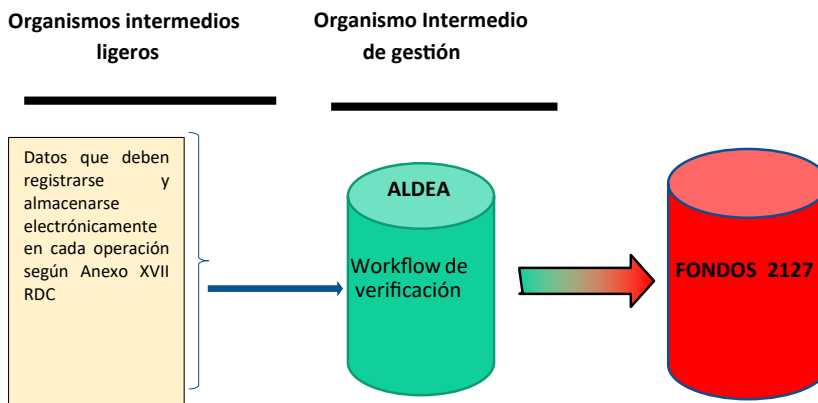 Organismos intermedios
ligeros
Organismo Intermedio
de gestión
Datos que deben
registrarse y
almacenarse
electrónicamente
en cada operación
según Anexo XVII
RDC
ALDEA
Workflow de
verificación
FONDOS 2127